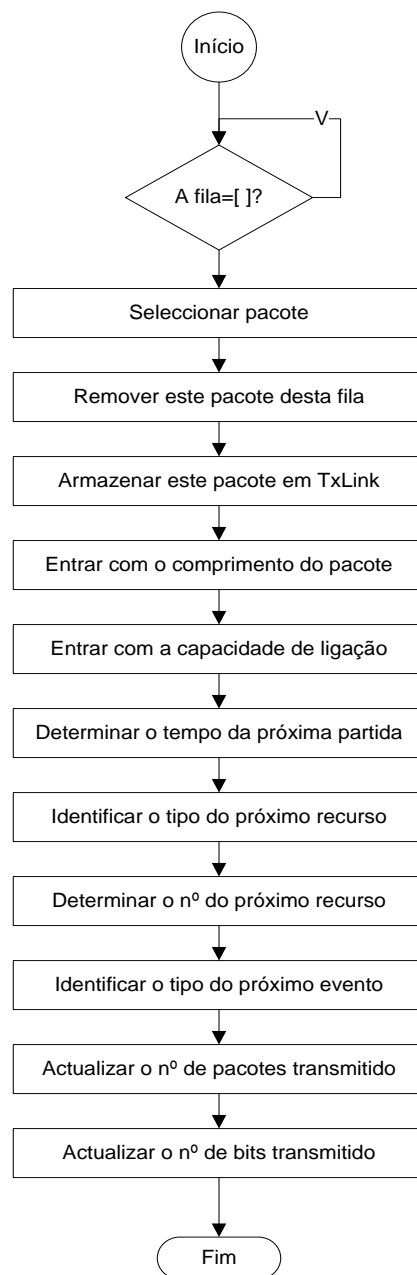 Início
V
A fila=[ ]?
Seleccionar pacote
Remover este pacote desta fila
Armazenar este pacote em TxLink
Entrar com o comprimento do pacote
Entrar com a capacidade de ligação
Determinar o tempo da próxima partida
Identificar o tipo do próximo recurso
Determinar o nº do próximo recurso
Identificar o tipo do próximo evento
Actualizar o nº de pacotes transmitido
Actualizar o nº de bits transmitido
Fim